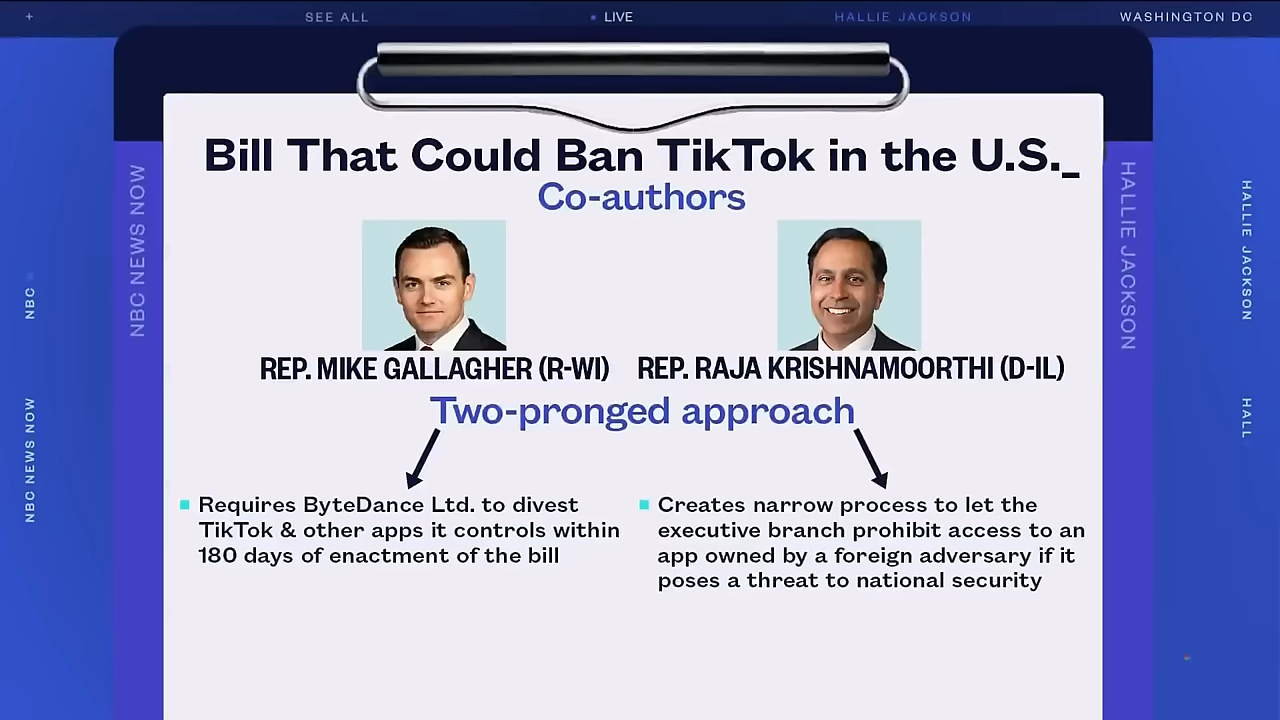 +
SEE ALL
LIVE
HALLIE JACKSON
WASHINGTON DC
Bill That Could Ban TikTok in the U.S._
Co-authors
REP. MIKE GALLAGHER (R-WI)
REP. RAJA KRISHNAMOORTHI (D-IL)
Two-pronged approach
Requires ByteDance Ltd. to divest
TikTok & other apps it controls within
180 days of enactment of the bill
Creates narrow process to let the
executive branch prohibit access to an
app owned by a foreign adversary if it
poses a threat to national security
NBC
NBC NEWS NOW
NBC NEWS NOW
HALLIE JACKSON
HALLIE JACKSON
HALL